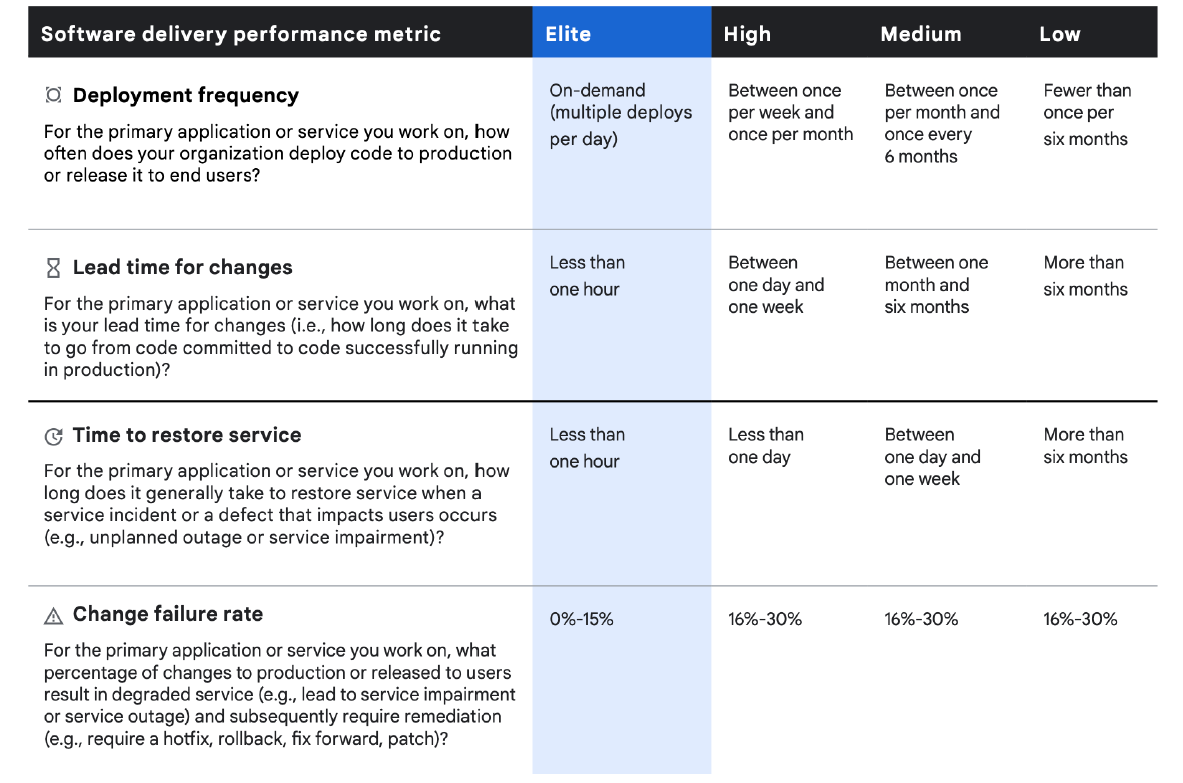 Software delivery performance metric Elite High Medium Low
Deployment frequency
For the primary application or service you work on, how
often does your organization deploy code to production
or release it to end users?
On-demand
(multiple deploys
per day)
Between once
per week and
once per month
Between once
per month and
once every
6 months
Fewer than
once per
six months
Lead time for changes
For the primary application or service you work on, what
is your lead time for changes (i.e., how long does it take
to go from code committed to code successfully running
in production)?
Less than
one hour
Between
one day and
one week
Between one
month and
six months
More than
six months
Time to restore service
For the primary application or service you work on, how
long does it generally take to restore service when a
service incident or a defect that impacts users occurs
(e.g., unplanned outage or service impairment)?
Less than
one hour
Less than
one day
Between
one day and
one week
More than
six months
Change failure rate
For the primary application or service you work on, what
percentage of changes to production or released to users
result in degraded service (e.g., lead to service impairment
or service outage) and subsequently require remediation
(e.g., require a hotfix, rollback, fix forward, patch)?
0%-15%
16%-30%
16%-30%
16%-30%